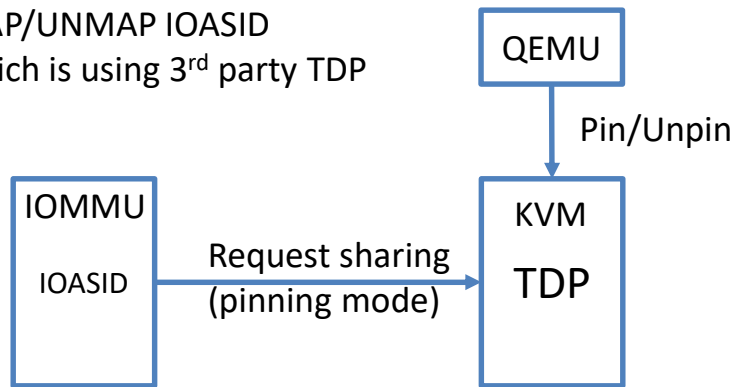 AP/UNMAP IOASID
ich is using 3rd party TDP
QEMU
Pin/Unpin
IOMMU
IOASID
Request sharing
(pinning mode)
KVM
TDP